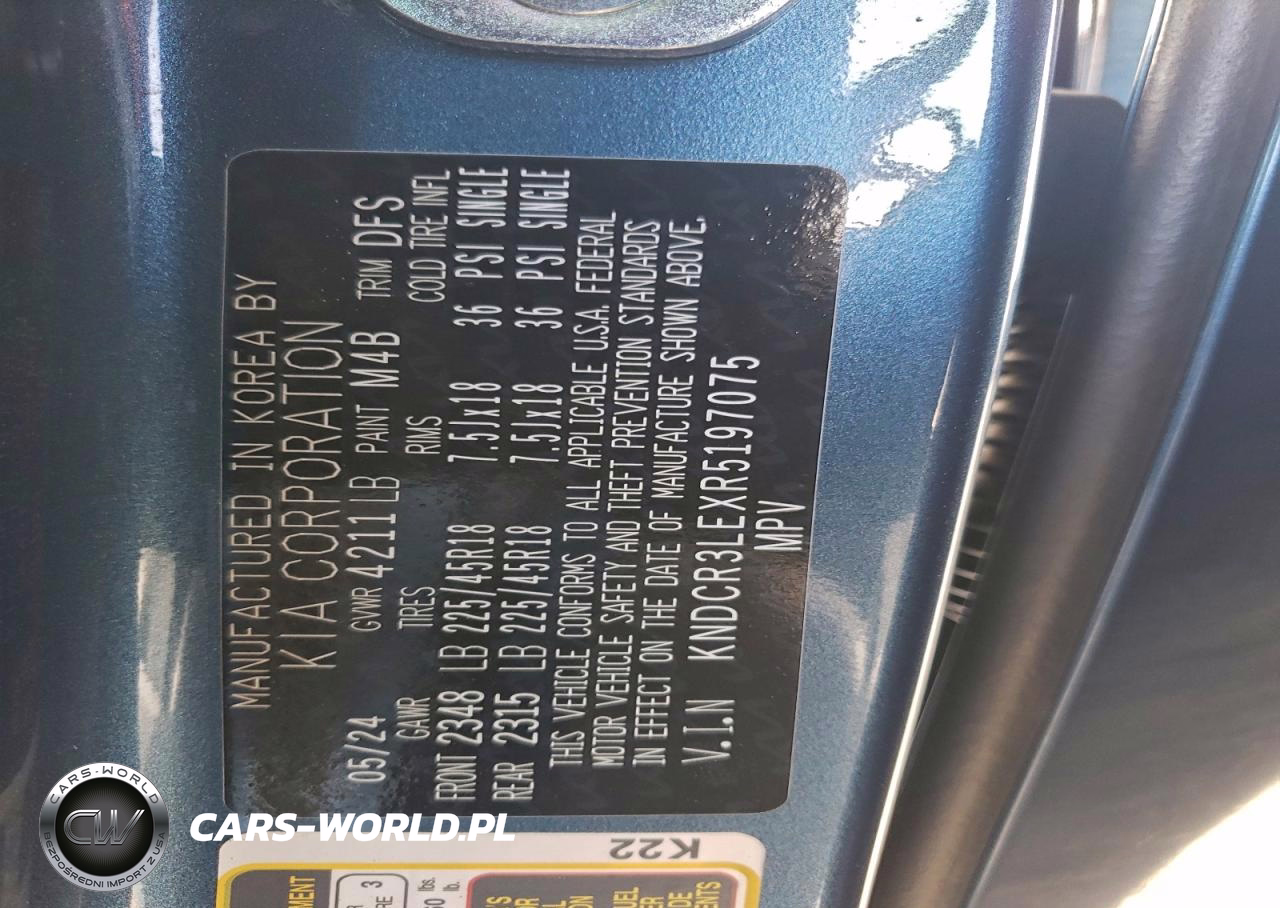 MANUFACTURED IN KOREA BY
KIA CORPORATION
05/24 GVWR 4211 LB PAINT M4B TRIM DFS
GAWR TIRES RIMS COLD TIRE INFL
FRONT 2348 LB 225/45R18 7.5Jx18 36 PSI SINGLE
REAR 2315 LB 225/45R18 7.5Jx18 36 PSI SINGLE
THIS VEHICLE CONFORMS TO ALL APPLICABLE U.S.A. FEDERAL
MOTOR VEHICLE SAFETY AND THEFT PREVENTION STANDARDS
IN EFFECT ON THE DATE OF MANUFACTURE SHOWN ABOVE.
V.I.N KNDCR3LEXR5197075
MPV
K22
CARS-WORLD
CW
BEZPOŚREDNI IMPORT Z USA
CARS-WORLD.PL